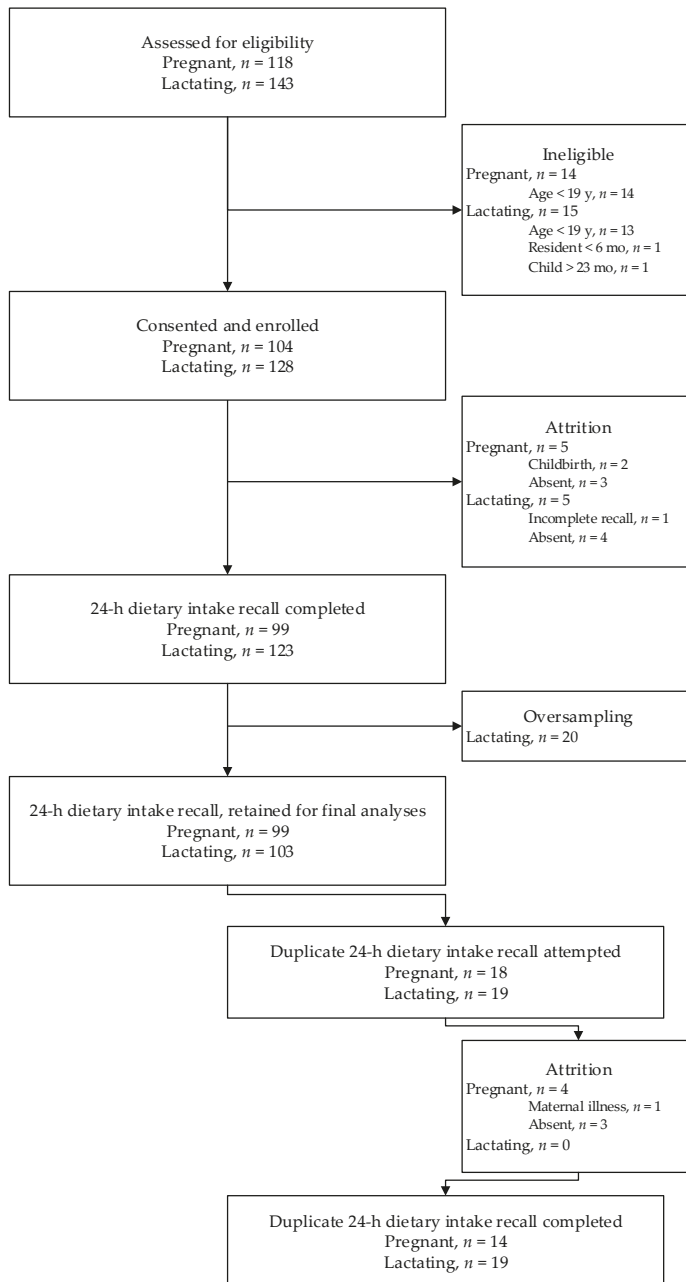 Assessed for eligibility
Pregnant, n = 118
Lactating, n = 143
Ineligible
Pregnant, n = 14
Age < 19 y, n = 14
Lactating, n = 15
Age < 19 y, n = 13
Resident < 6 mo, n = 1
Child > 23 mo, n = 1
Consented and enrolled
Pregnant, n = 104
Lactating, n = 128
Attrition
Pregnant, n = 5
Childbirth, n = 2
Absent, n = 3
Lactating, n = 5
Incomplete recall, n = 1
Absent, n = 4
24-h dietary intake recall completed
Pregnant, n = 99
Lactating, n = 123
Oversampling
Lactating, n = 20
24-h dietary intake recall, retained for final analyses
Pregnant, n = 99
Lactating, n = 103
Duplicate 24-h dietary intake recall attempted
Pregnant, n = 18
Lactating, n = 19
Attrition
Pregnant, n = 4
Maternal illness, n = 1
Absent, n = 3
Lactating, n = 0
Duplicate 24-h dietary intake recall completed
Pregnant, n = 14
Lactating, n = 19